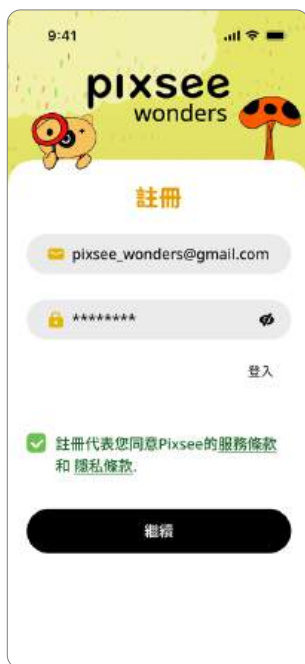 9:41
pixsee
wonders
註冊
pixsee_wonders@gmail.com
********
登入
註冊代表您同意Pixsee的服務條款
和 隱私條款.
繼續